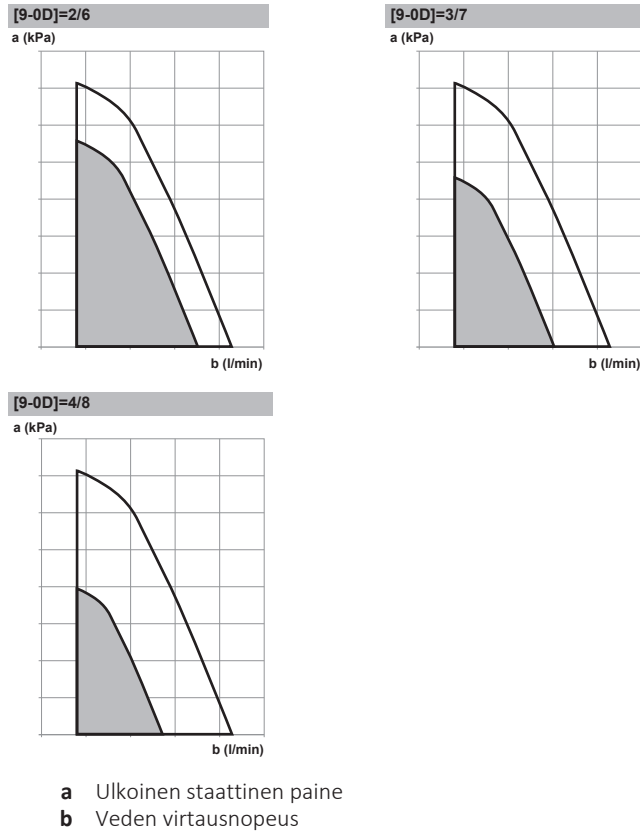 [9-0D]=2/6
a (kPa)
b (l/min)
[9-0D]=3/7
a (kPa)
b (l/min)
[9-0D]=4/8
a (kPa)
b (l/min)
a Ulkoinen staattinen paine
b Veden virtausnopeus